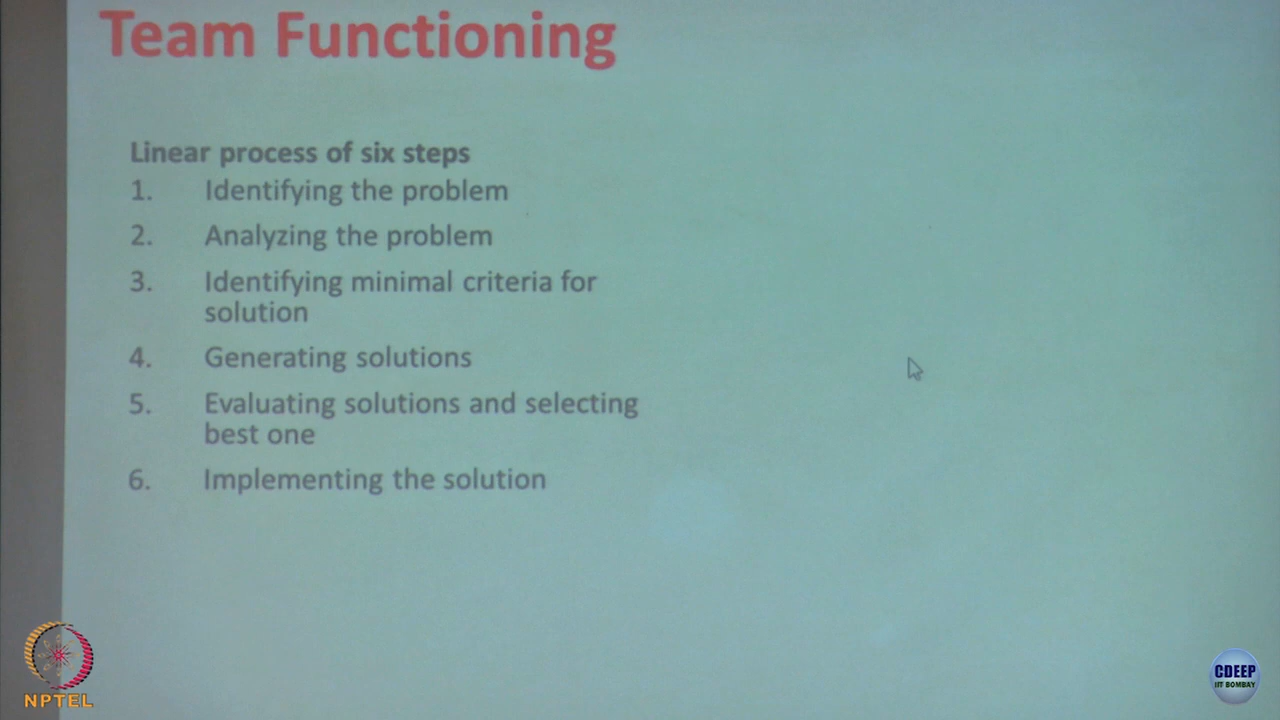 Team Functioning
Linear process of six steps
1. Identifying the problem
2. Analyzing the problem
3. Identifying minimal criteria for
solution
4. Generating solutions
5. Evaluating solutions and selecting
best one
6. Implementing the solution
NPTEL
CDEEP
IIT BOMBAY